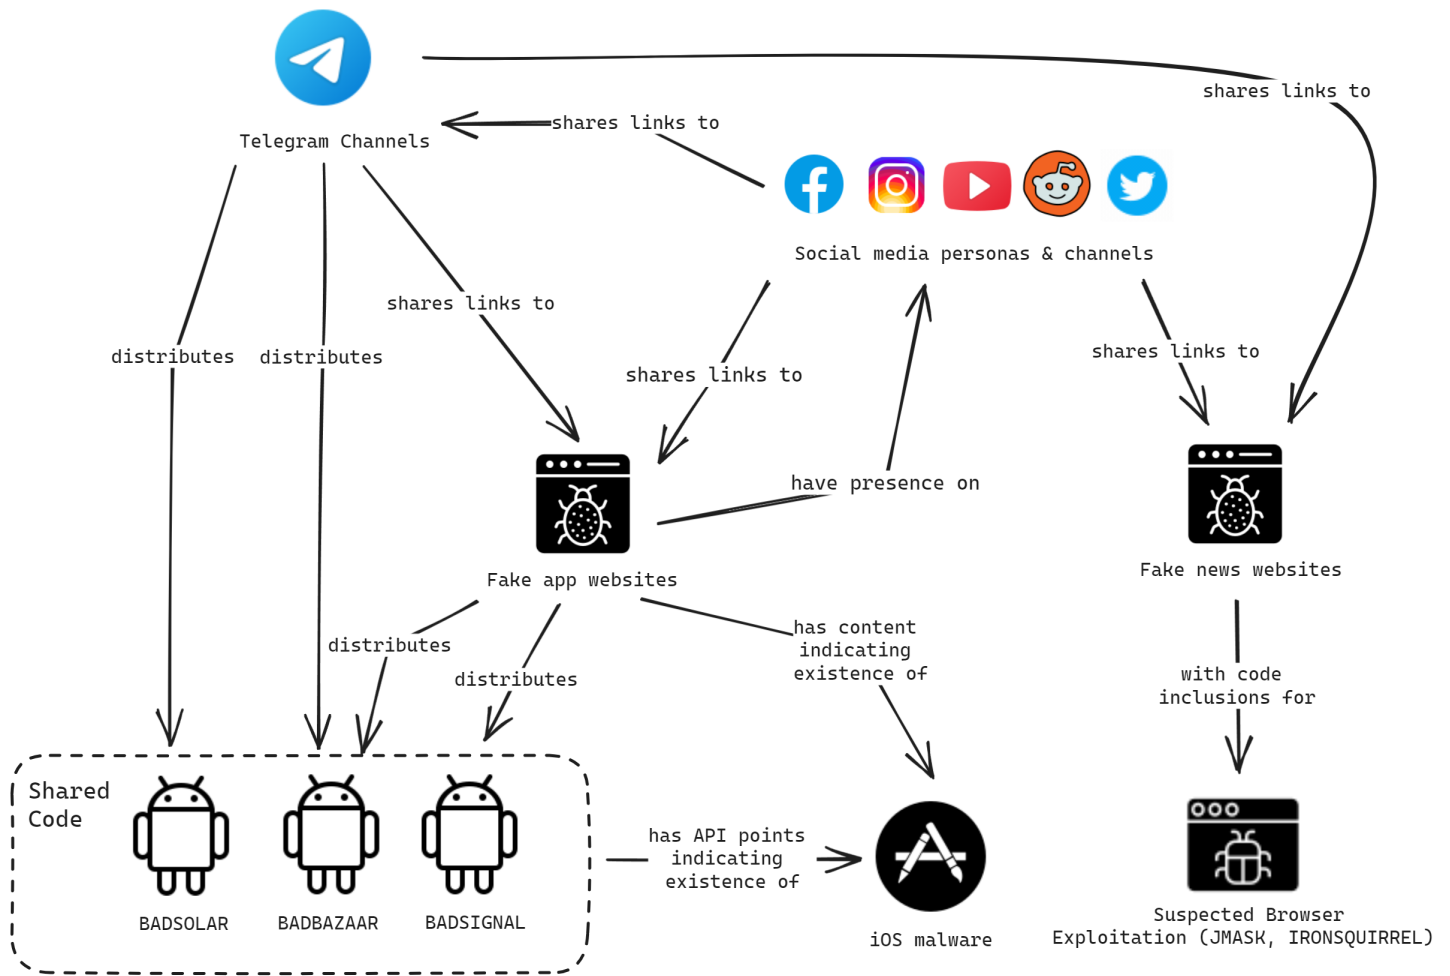 shares links to
shares links to
Telegram Channels
Social media personas & channels
shares links to
distributes
distributes
shares links to
shares links to
have presence on
Fake app websites
Fake news websites
distributes
has content
indicating
existence of
distributes
with code
inclusions for
Shared
Code
has API points
indicating
existence of
BADSOLAR
BADBAZAAR
BADSIGNAL
iOS malware
Suspected Browser
Exploitation (JMASK, IRONSQUIRREL)